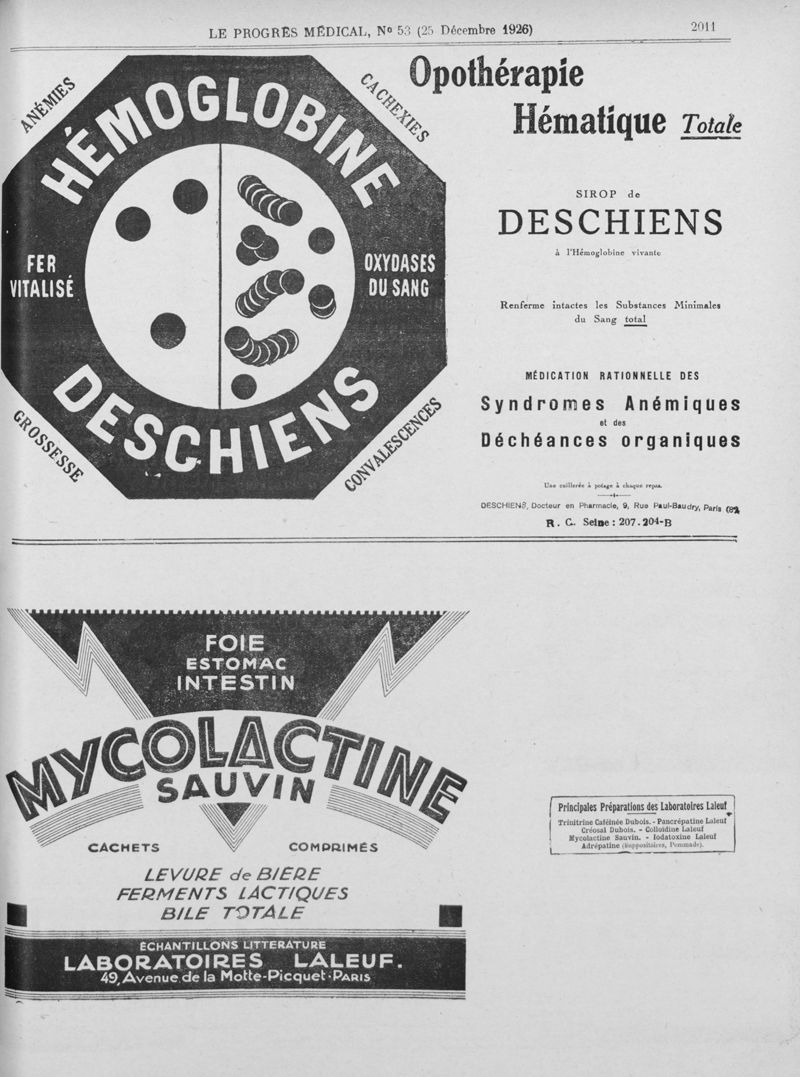 LE PROGRÈS MÉDICAL, No 53 (25 Décembre 1926)
2011
ANÉMIES
CACHEXIES
HÉMOGLOBINE
FER
VITALISÉ
OXYDASES
DU SANG
DESCHIENS
GROSSESSE
CONVALESCENCES
Opothérapie
Hématique Totale
SIROP de
DESCHIENS
à l'Hémoglobine vivante
Renferme intactes les Substances Minimales
du Sang total
MÉDICATION RATIONNELLE DES
Syndromes Anémiques
et des
Déchéances organiques
Une cuillerée à potage à chaque repas.
DESCHIENS, Docteur en Pharmacie, 9, Rue Paul-Baudry, Paris (8e)
R. C. Seine : 207.204-B
FOIE
ESTOMAC
INTESTIN
MYCOLACTINE
SAUVIN
CACHETS
COMPRIMÉS
LEVURE de BIÈRE
FERMENTS LACTIQUES
BILE TOTALE
ÉCHANTILLONS LITTÉRATURE
LABORATOIRES LALEUF.
49, Avenue de la Motte-Picquet·PARIS
Principales Préparations des Laboratoires Laleuf
Trinitrine Caféinée Dubois. - Pancrépatine Laleuf
Créosal Dubois. - Colloïdine Laleuf
Mycolactine Sauvin. - Iodatoxine Laleuf
Adrépatine (Suppositoires, Pommade).